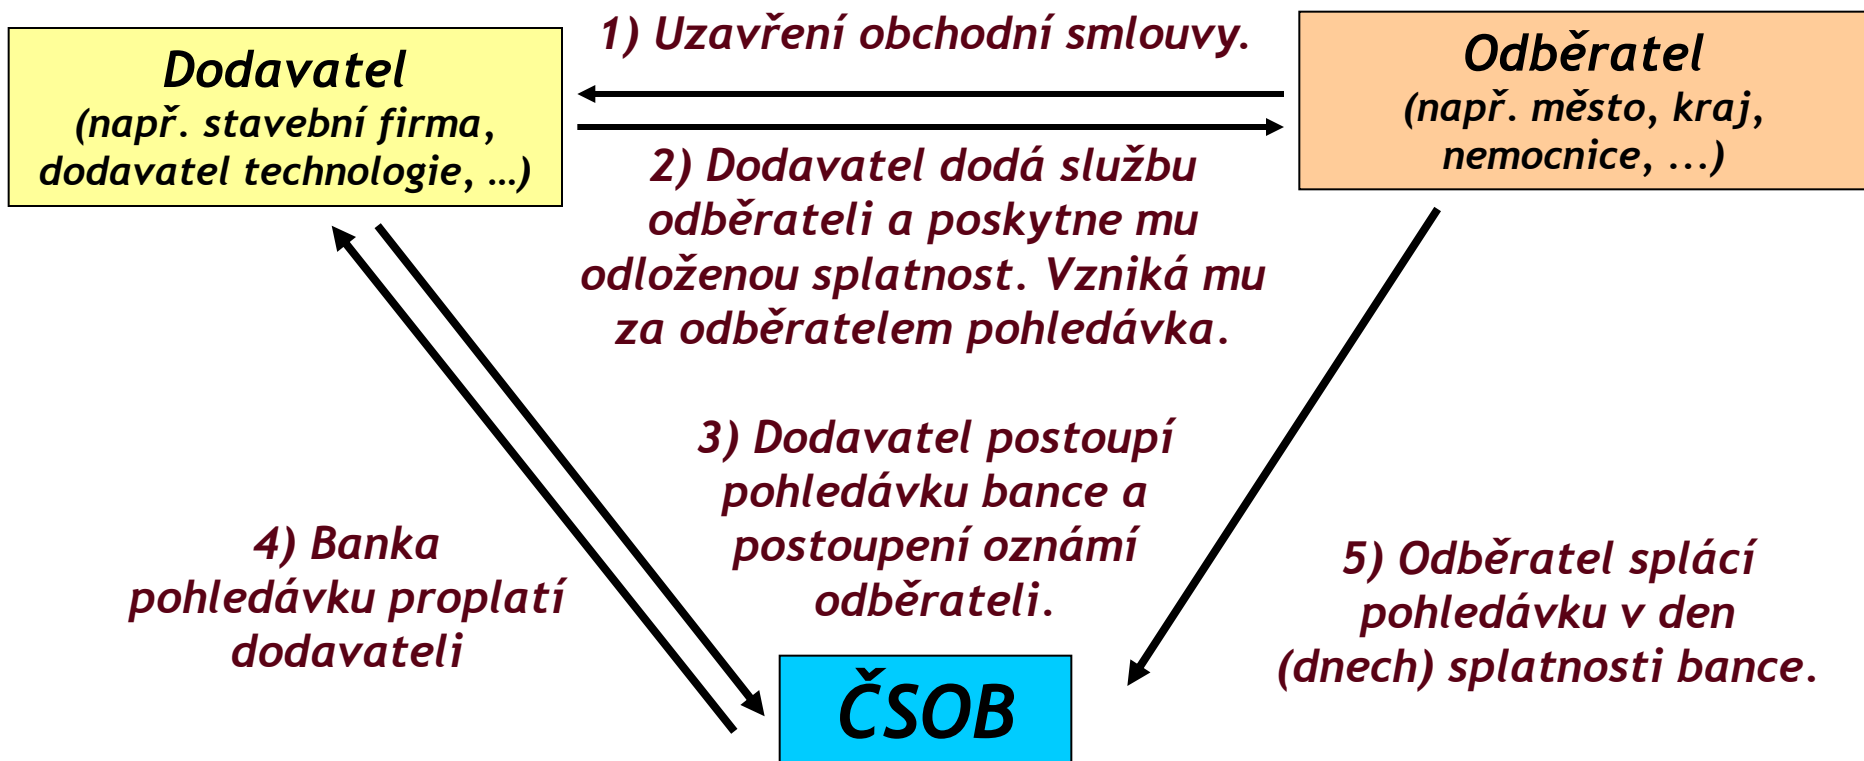 1) Uzavření obchodní smlouvy.
Dodavatel
(např. stavební firma,
dodavatel technologie, …)
Odběratel
(např. město, kraj,
nemocnice, ...)
2) Dodavatel dodá službu
odběrateli a poskytne mu
odloženou splatnost. Vzniká mu
za odběratelem pohledávka.
3) Dodavatel postoupí
pohledávku bance a
postoupení oznámí
odběrateli.
4) Banka
pohledávku proplatí
dodavateli
5) Odběratel splácí
pohledávku v den
(dnech) splatnosti bance.
ČSOB